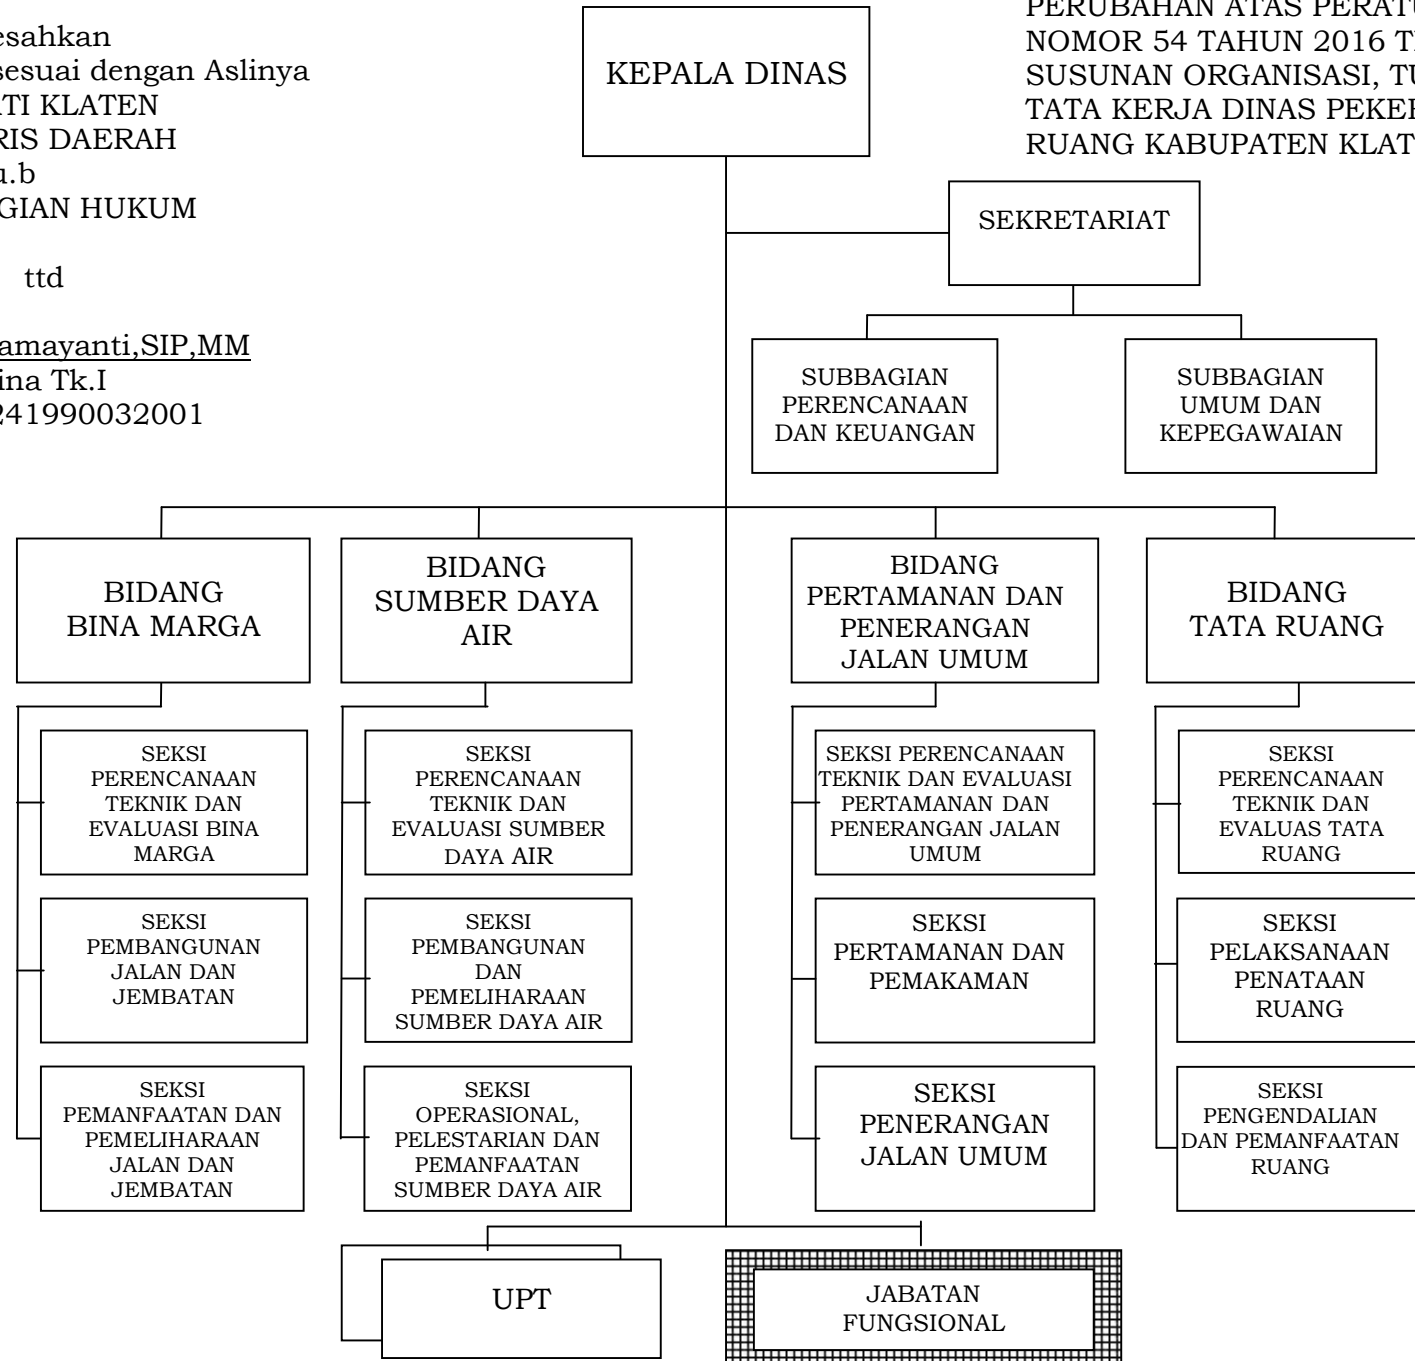 esahkan
sesuai dengan Aslinya
ATI KLATEN
RIS DAERAH
u.b
GIAN HUKUM
ttd
amayanti,SIP,MM
ina Tk.I
241990032001
PERUBAHAN ATAS PERATU
NOMOR 54 TAHUN 2016 T
SUSUNAN ORGANISASI, TU
TATA KERJA DINAS PEKER
RUANG KABUPATEN KLAT
KEPALA DINAS
SEKRETARIAT
SUBBAGIAN
PERENCANAAN
DAN KEUANGAN
SUBBAGIAN
UMUM DAN
KEPEGAWAIAN
BIDANG
BINA MARGA
BIDANG
SUMBER DAYA
AIR
BIDANG
PERTAMANAN DAN
PENERANGAN
JALAN UMUM
BIDANG
TATA RUANG
SEKSI
PERENCANAAN
TEKNIK DAN
EVALUASI BINA
MARGA
SEKSI
PERENCANAAN
TEKNIK DAN
EVALUASI SUMBER
DAYA AIR
SEKSI PERENCANAAN
TEKNIK DAN EVALUASI
PERTAMANAN DAN
PENERANGAN JALAN
UMUM
SEKSI
PERENCANAAN
TEKNIK DAN
EVALUAS TATA
RUANG
SEKSI
PEMBANGUNAN
JALAN DAN
JEMBATAN
SEKSI
PEMBANGUNAN
DAN
PEMELIHARAAN
SUMBER DAYA AIR
SEKSI
PERTAMANAN DAN
PEMAKAMAN
SEKSI
PELAKSANAAN
PENATAAN
RUANG
SEKSI
PEMANFAATAN DAN
PEMELIHARAAN
JALAN DAN
JEMBATAN
SEKSI
OPERASIONAL,
PELESTARIAN DAN
PEMANFAATAN
SUMBER DAYA AIR
SEKSI
PENERANGAN
JALAN UMUM
SEKSI
PENGENDALIAN
DAN PEMANFAATAN
RUANG
UPT
JABATAN
FUNGSIONAL